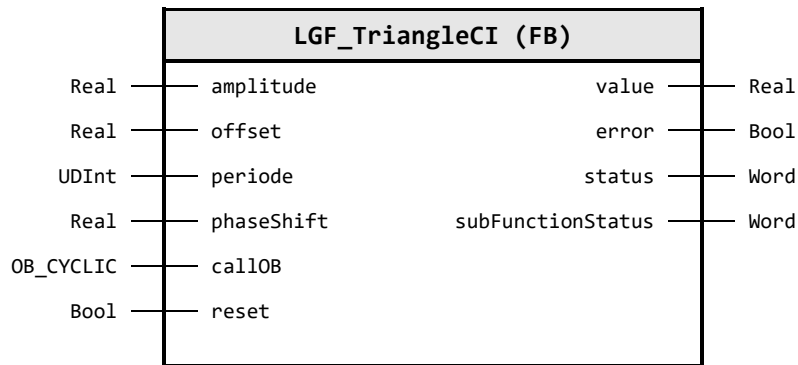 LGF_TriangleCI (FB)
Real amplitude value Real
Real offset error Bool
UDInt periode status Word
Real phaseShift subFunctionStatus Word
OB_CYCLIC callOB
Bool reset